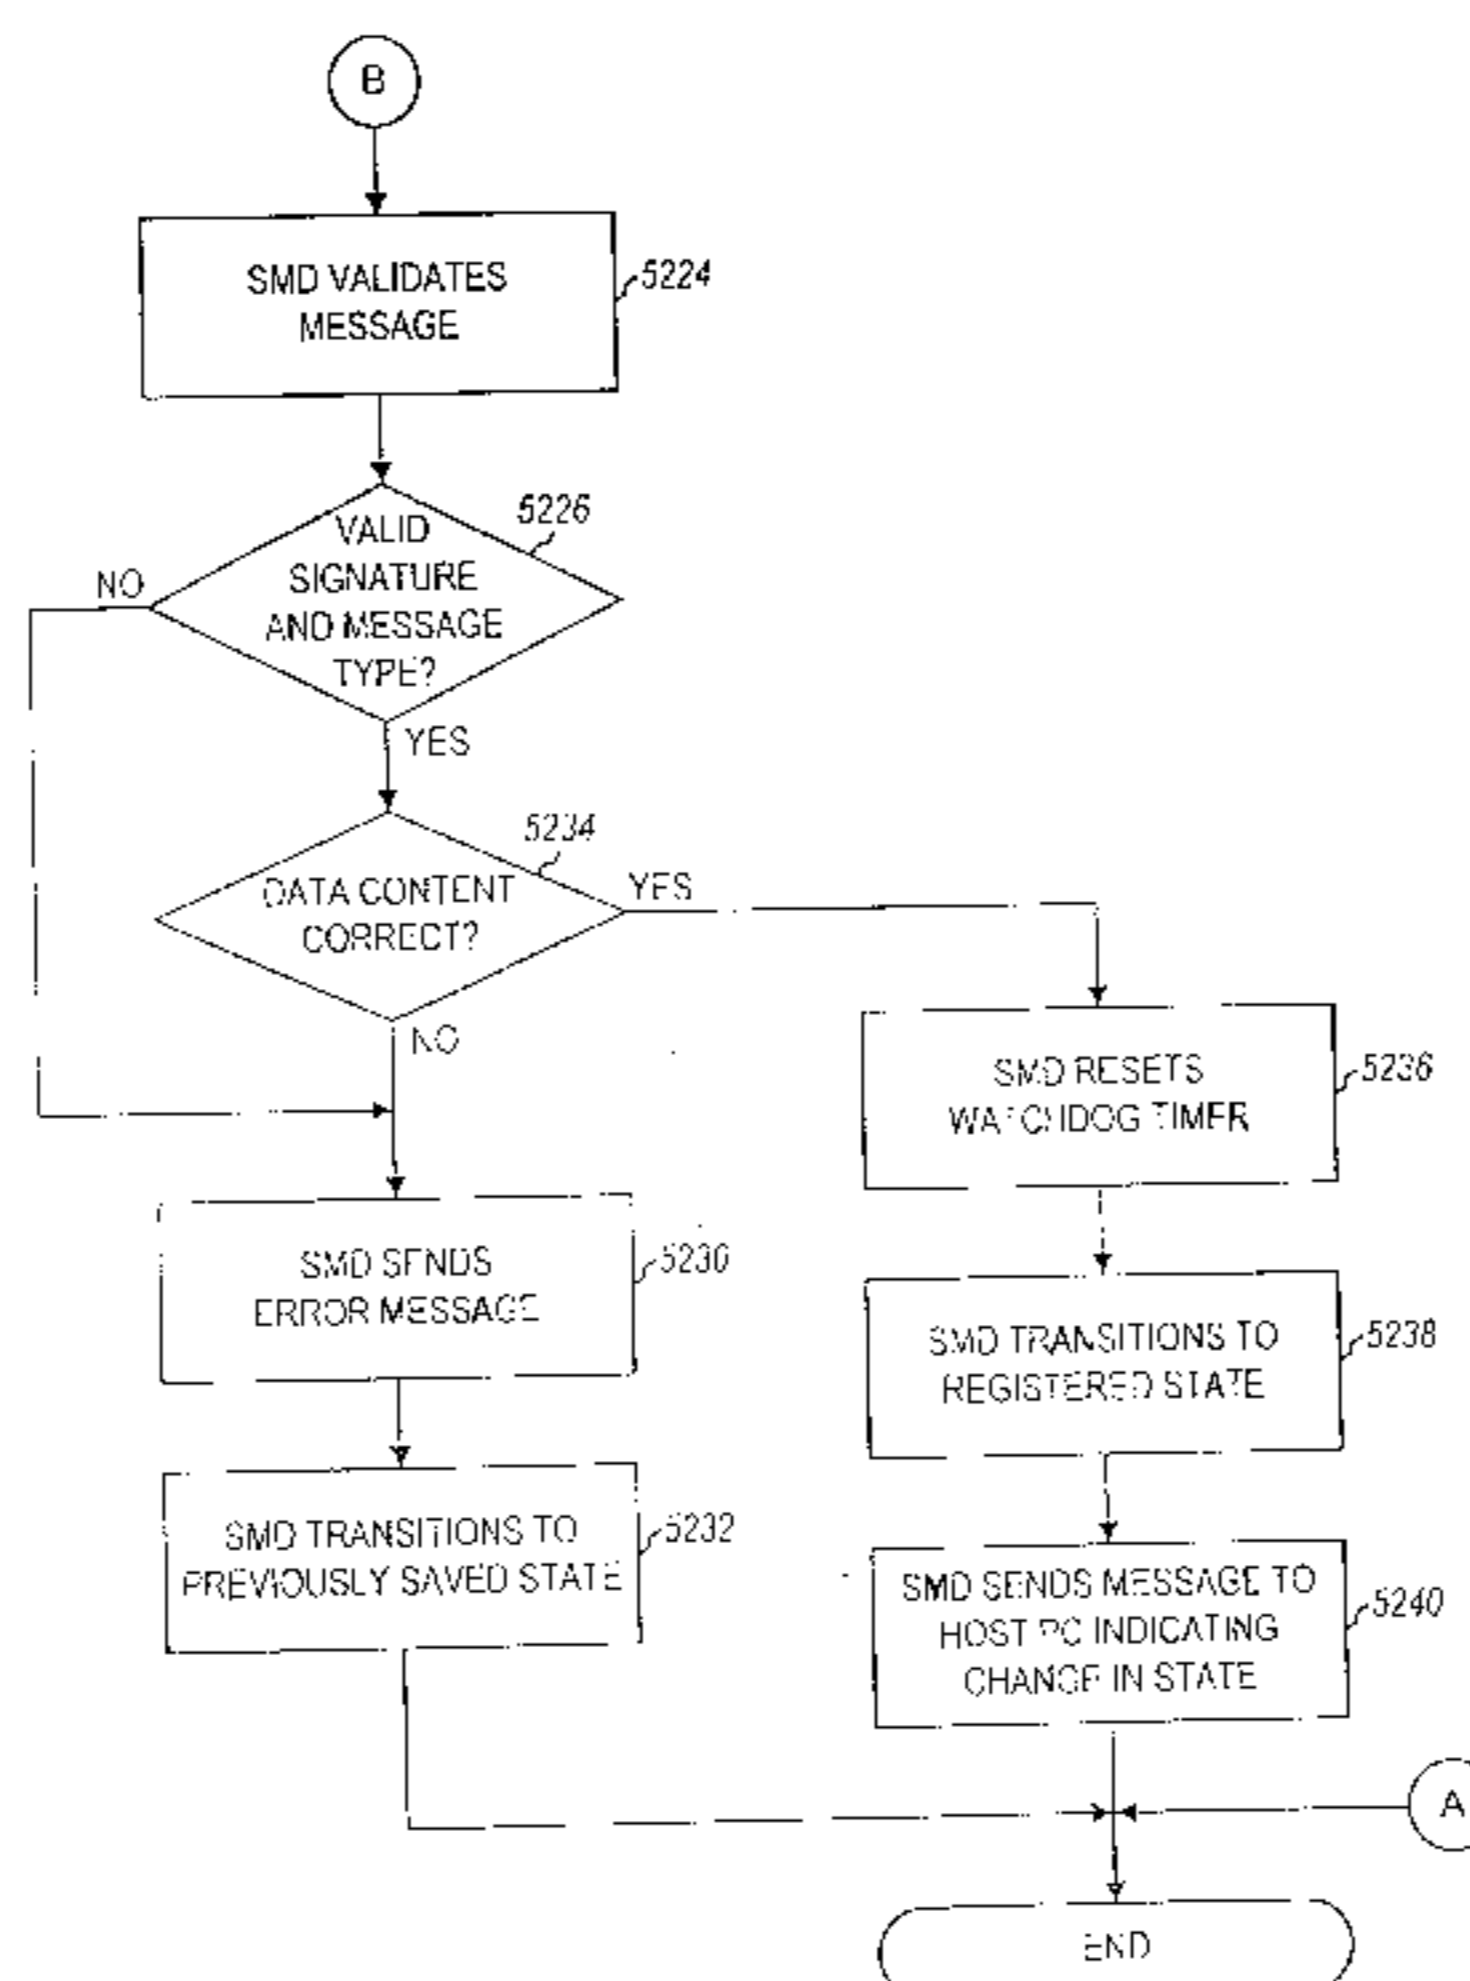 B
SMD VALIDATES
MESSAGE
5224
VALID
SIGNATURE
AND MESSAGE
TYPE?
5226
NO
YES
DATA CONTENT
CORRECT?
5234
YES
NO
SMD RESETS
WATCHDOG TIMER
5236
SMD SENDS
ERROR MESSAGE
5230
SMD TRANSITIONS TO
REGISTERED STATE
5238
SMD TRANSITIONS TO
PREVIOUSLY SAVED STATE
5232
SMD SENDS MESSAGE TO
HOST PC INDICATING
CHANGE IN STATE
5240
A
END